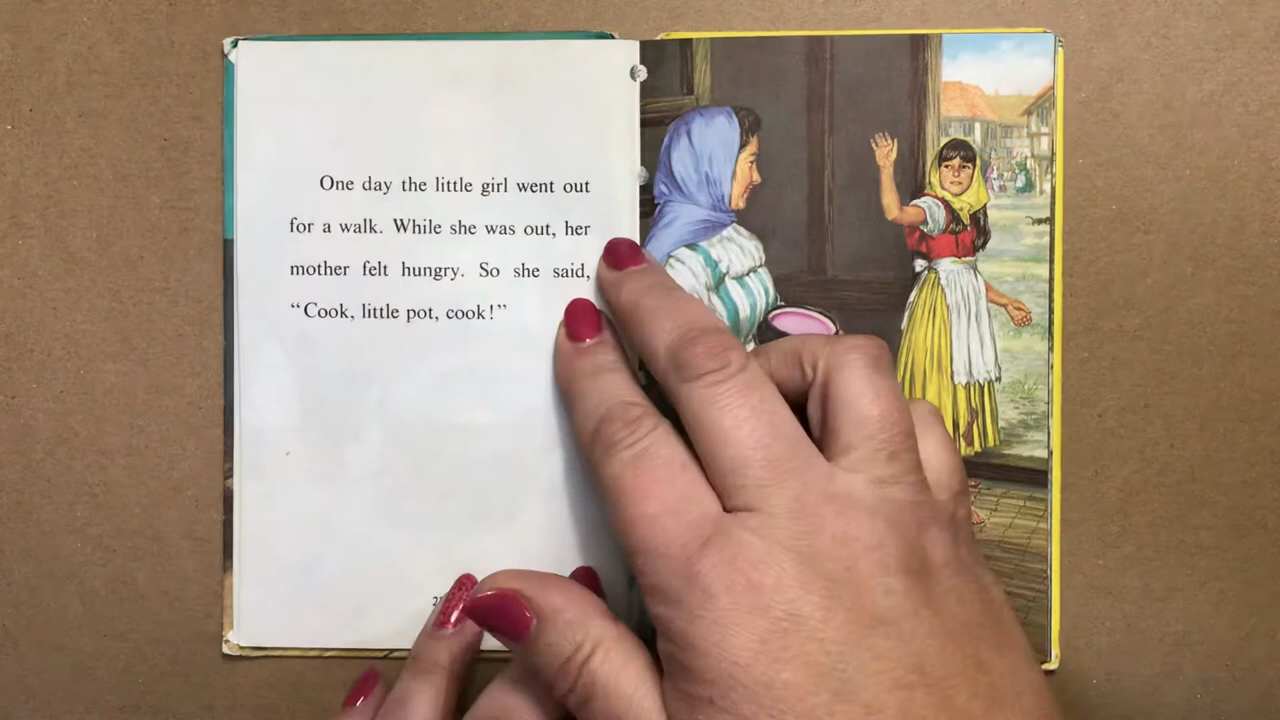 One day the little girl went out
for a walk. While she was out, her
mother felt hungry. So she said,
“Cook, little pot, cook!”